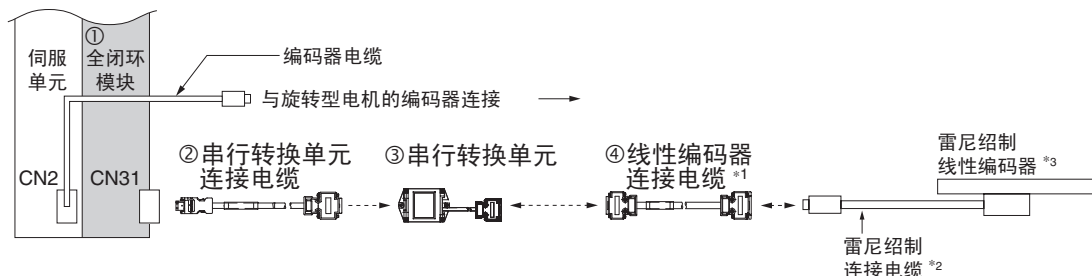 伺服
单元
①
全闭环
模块
编码器电缆
与旋转型电机的编码器连接
CN2
CN31
②串行转换单元
连接电缆
③串行转换单元
④线性编码器
连接电缆 *1
雷尼绍制
线性编码器 *3
雷尼绍制
连接电缆 *2